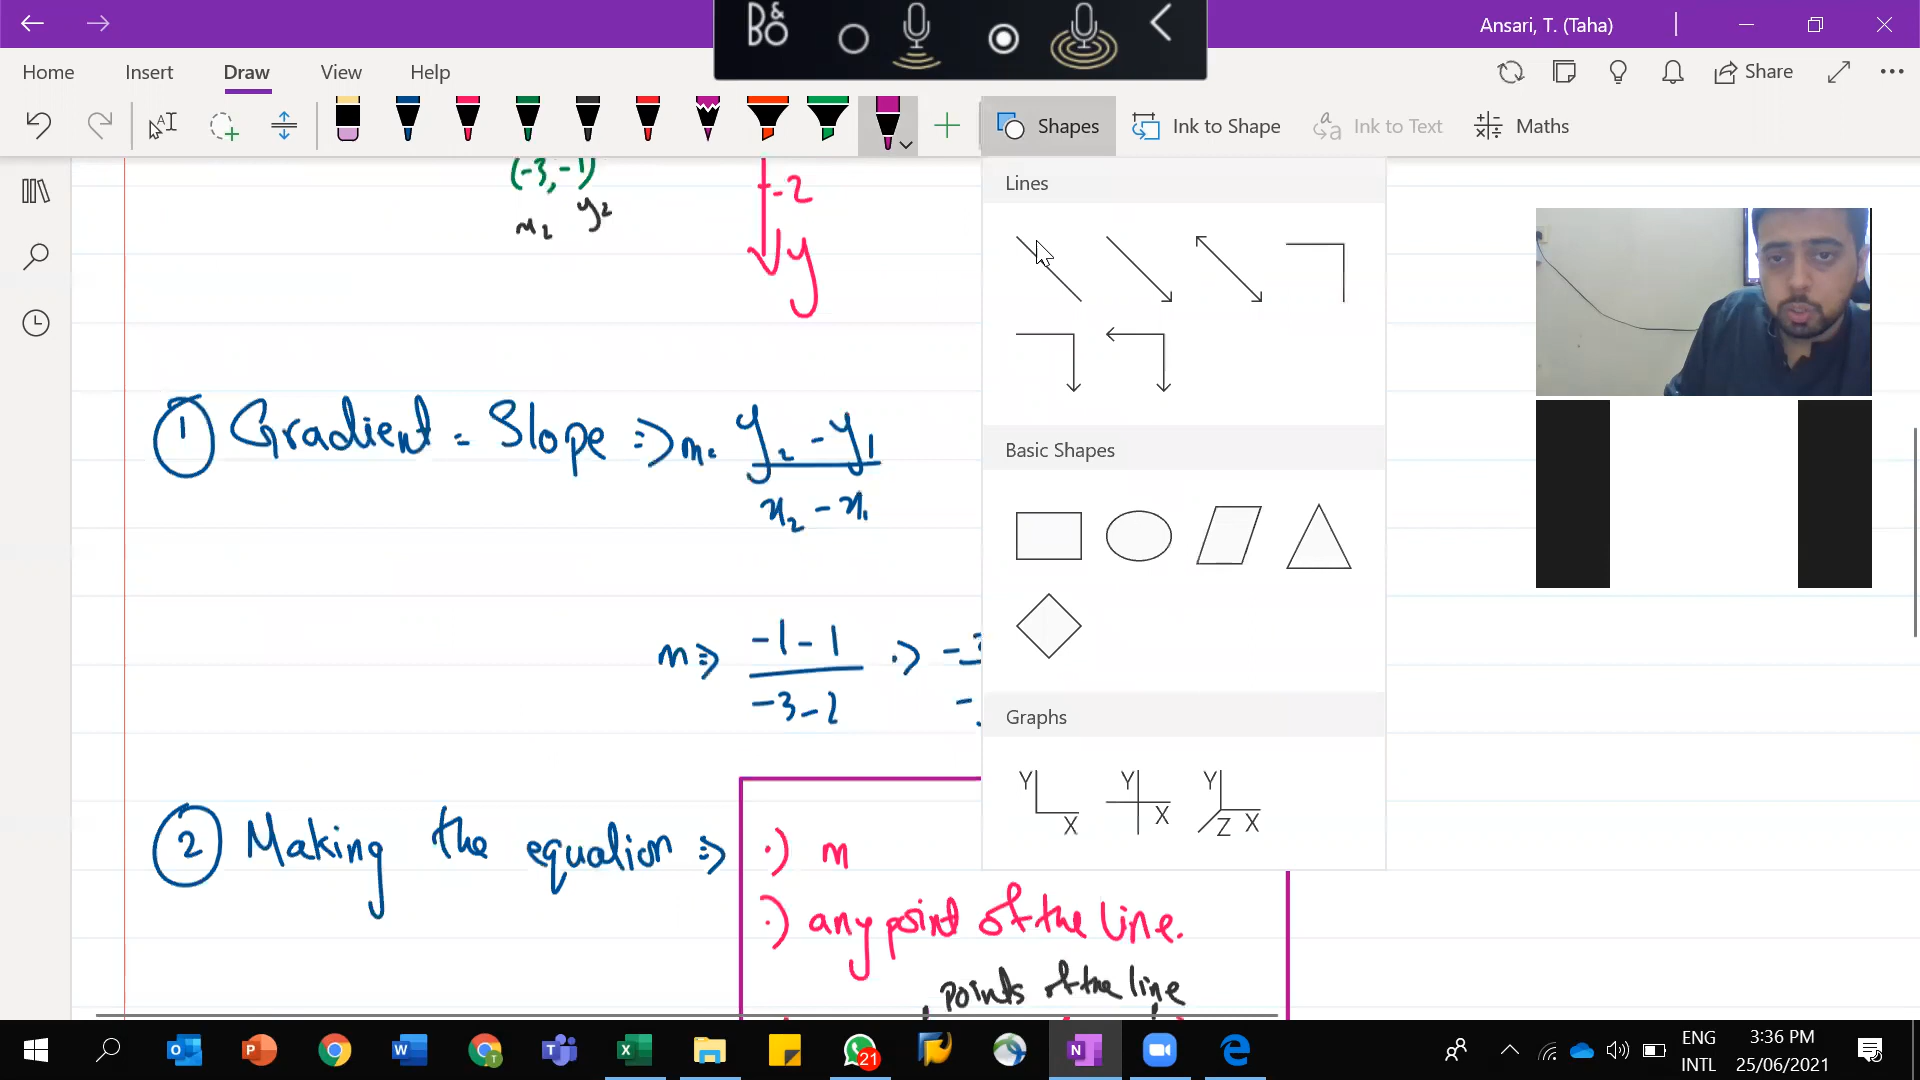 Ansari, T. (Taha)
B&O
Home Insert Draw View Help
Share
Shapes Ink to Shape Ink to Text Maths
Lines
(-3, -1)
x2 y2
-2
y
① Gradient = Slope => m = y2 - y1
x2 - x1
Basic Shapes
m => -1 - 1
-3 - 2
Graphs
Y X
Y X
Y Z X
② Making the equation =>
m
any point of the line.
points of the line
21
ENG
INTL
3:36 PM
25/06/2021